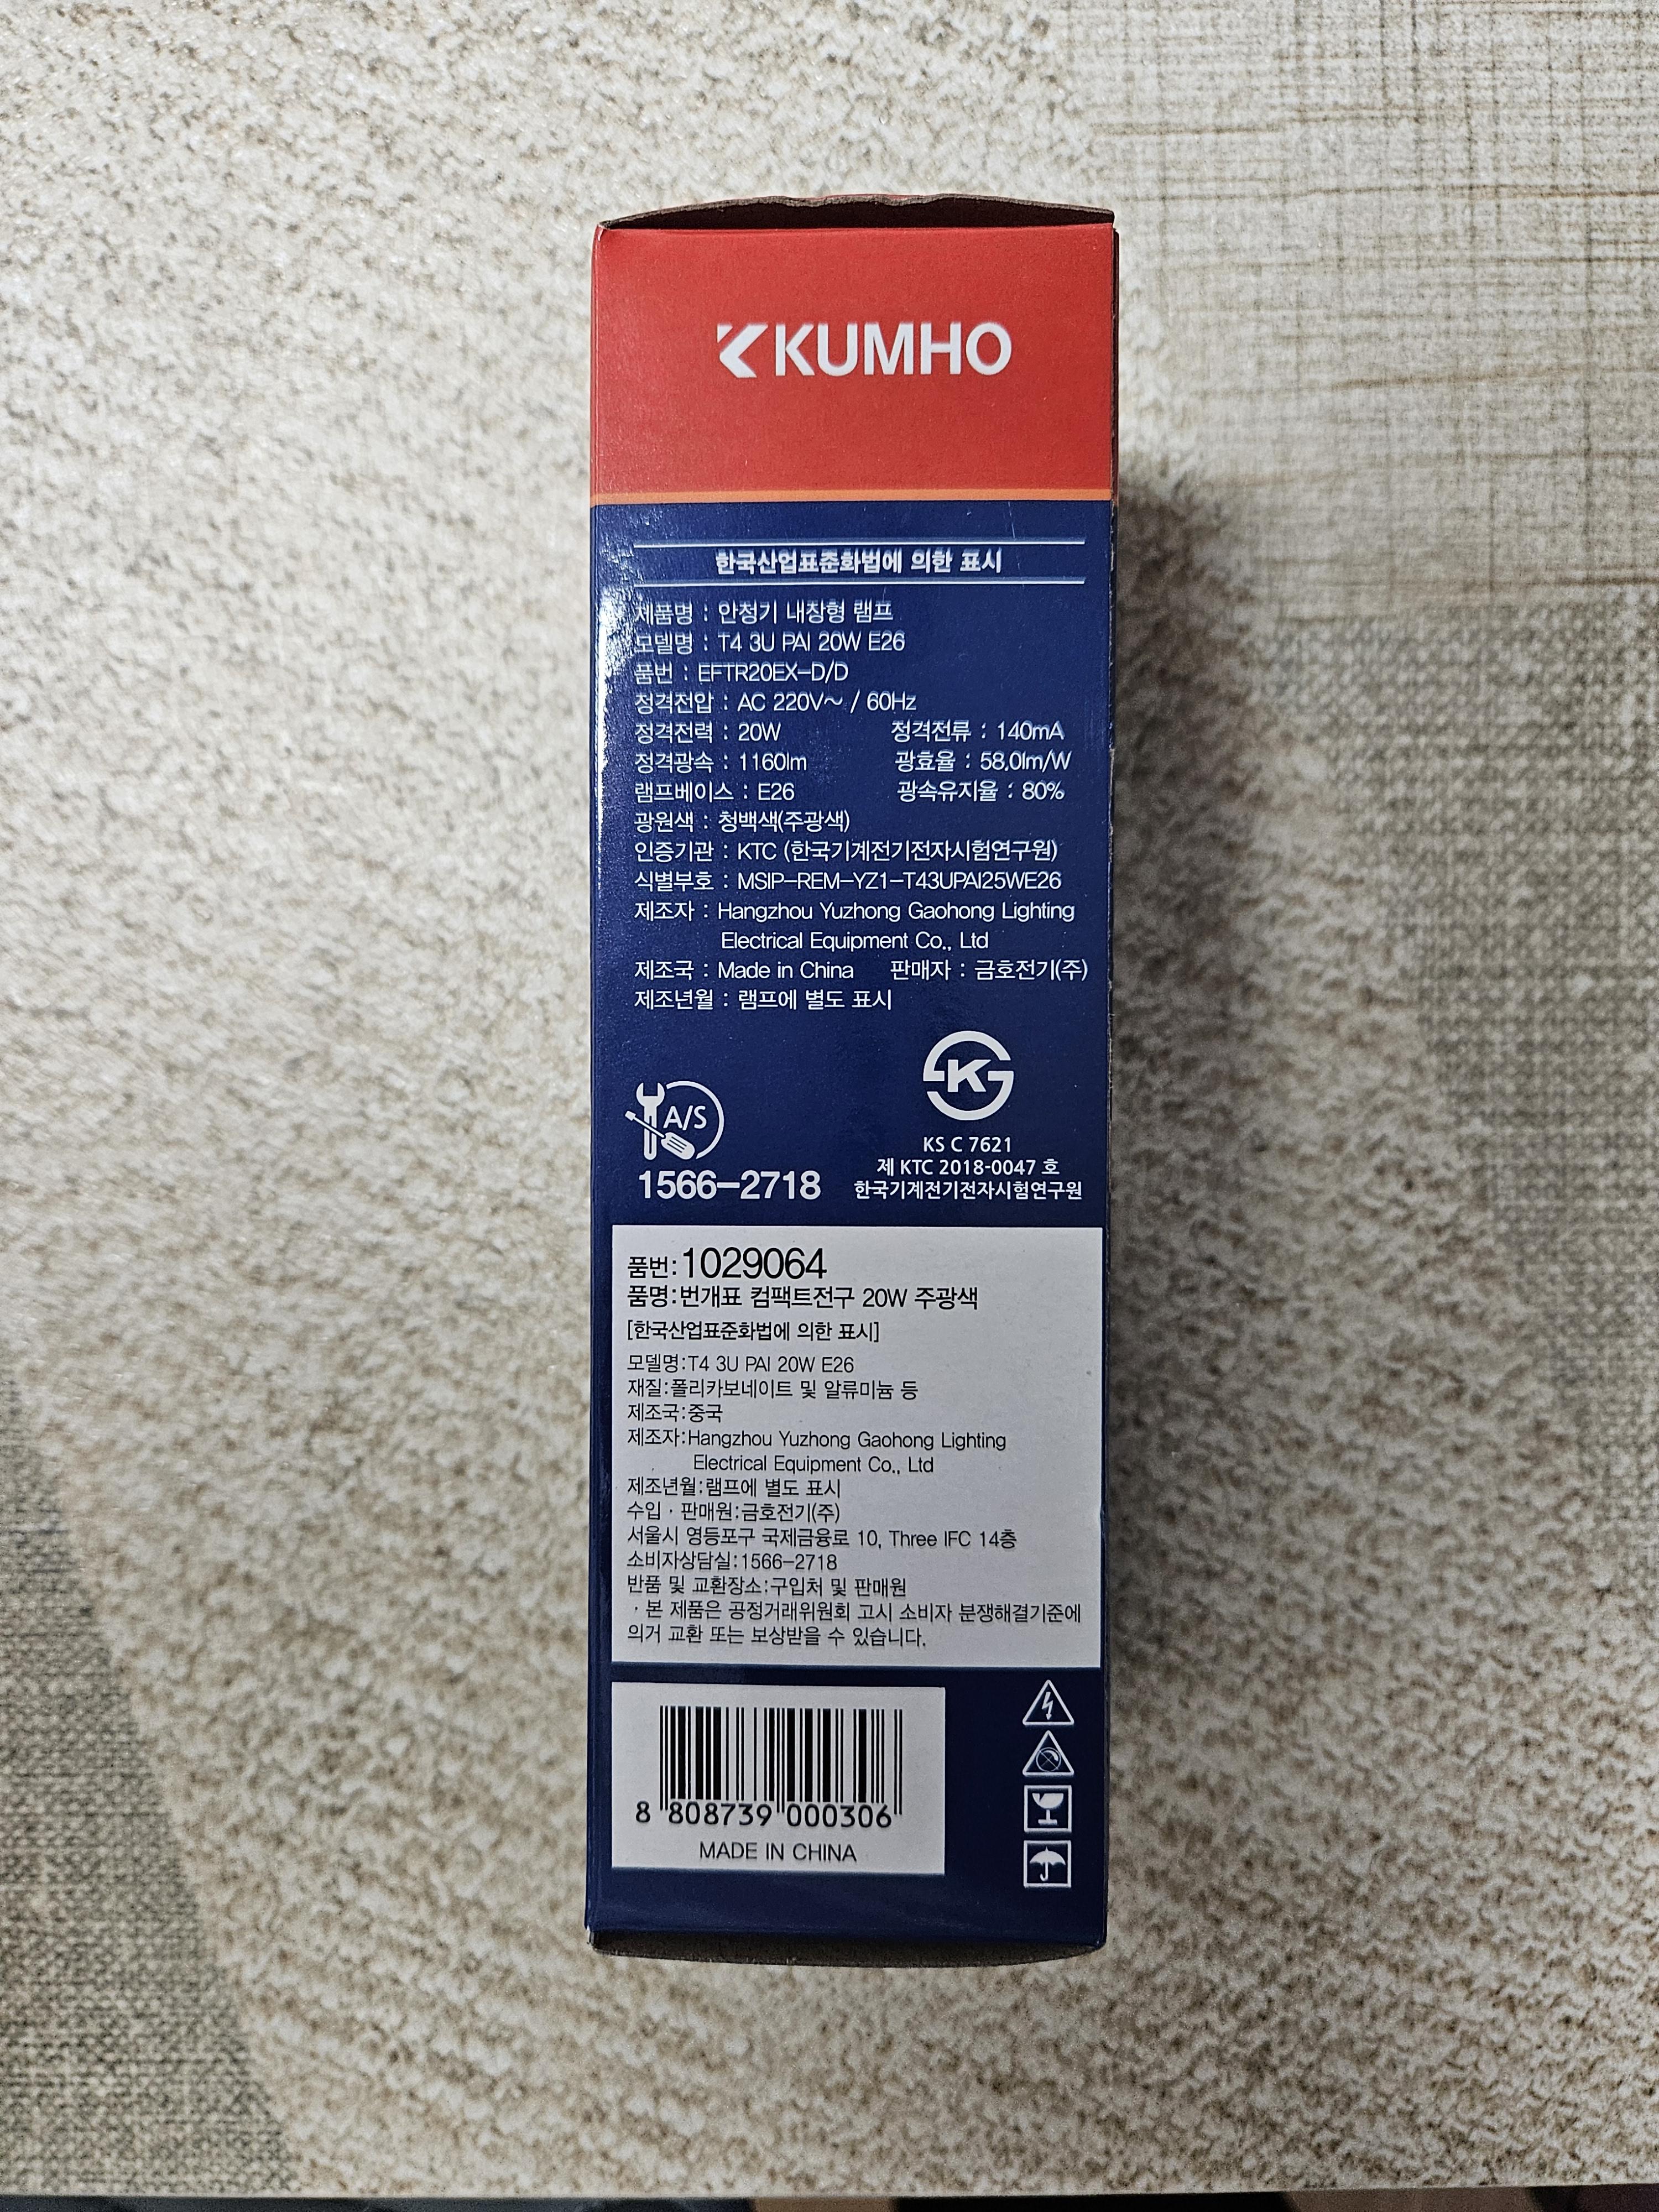 KUMHO
한국산업표준화법에 의한 표시
제품명 : 안정기 내장형 램프
모델명 : T4 3U PAI 20W E26
품번 : EFTR20EX-D/D
정격전압 : AC 220V~ / 60Hz
정격전력 : 20W 정격전류 : 140mA
정격광속 : 1160lm 광효율 : 58.0lm/W
램프베이스 : E26 광속유지율 : 80%
광원색 : 청백색(주광색)
인증기관 : KTC (한국기계전기전자시험연구원)
식별부호 : MSIP-REM-YZ1-T43UPAI25WE26
제조자 : Hangzhou Yuzhong Gaohong Lighting
Electrical Equipment Co., Ltd
제조국 : Made in China 판매자 : 금호전기(주)
제조년월 : 램프에 별도 표시
A/S
1566-2718
KS C 7621
제 KTC 2018-0047 호
한국기계전기전자시험연구원
품번:1029064
품명:번개표 컴팩트전구 20W 주광색
[한국산업표준화법에 의한 표시]
모델명:T4 3U PAI 20W E26
재질:폴리카보네이트 및 알류미늄 등
제조국:중국
제조자:Hangzhou Yuzhong Gaohong Lighting
Electrical Equipment Co., Ltd
제조년월:램프에 별도 표시
수입 · 판매원:금호전기(주)
서울시 영등포구 국제금융로 10, Three IFC 14층
소비자상담실:1566-2718
반품 및 교환장소:구입처 및 판매원
· 본 제품은 공정거래위원회 고시 소비자 분쟁해결기준에
의거 교환 또는 보상받을 수 있습니다.
8 808739 000306
MADE IN CHINA